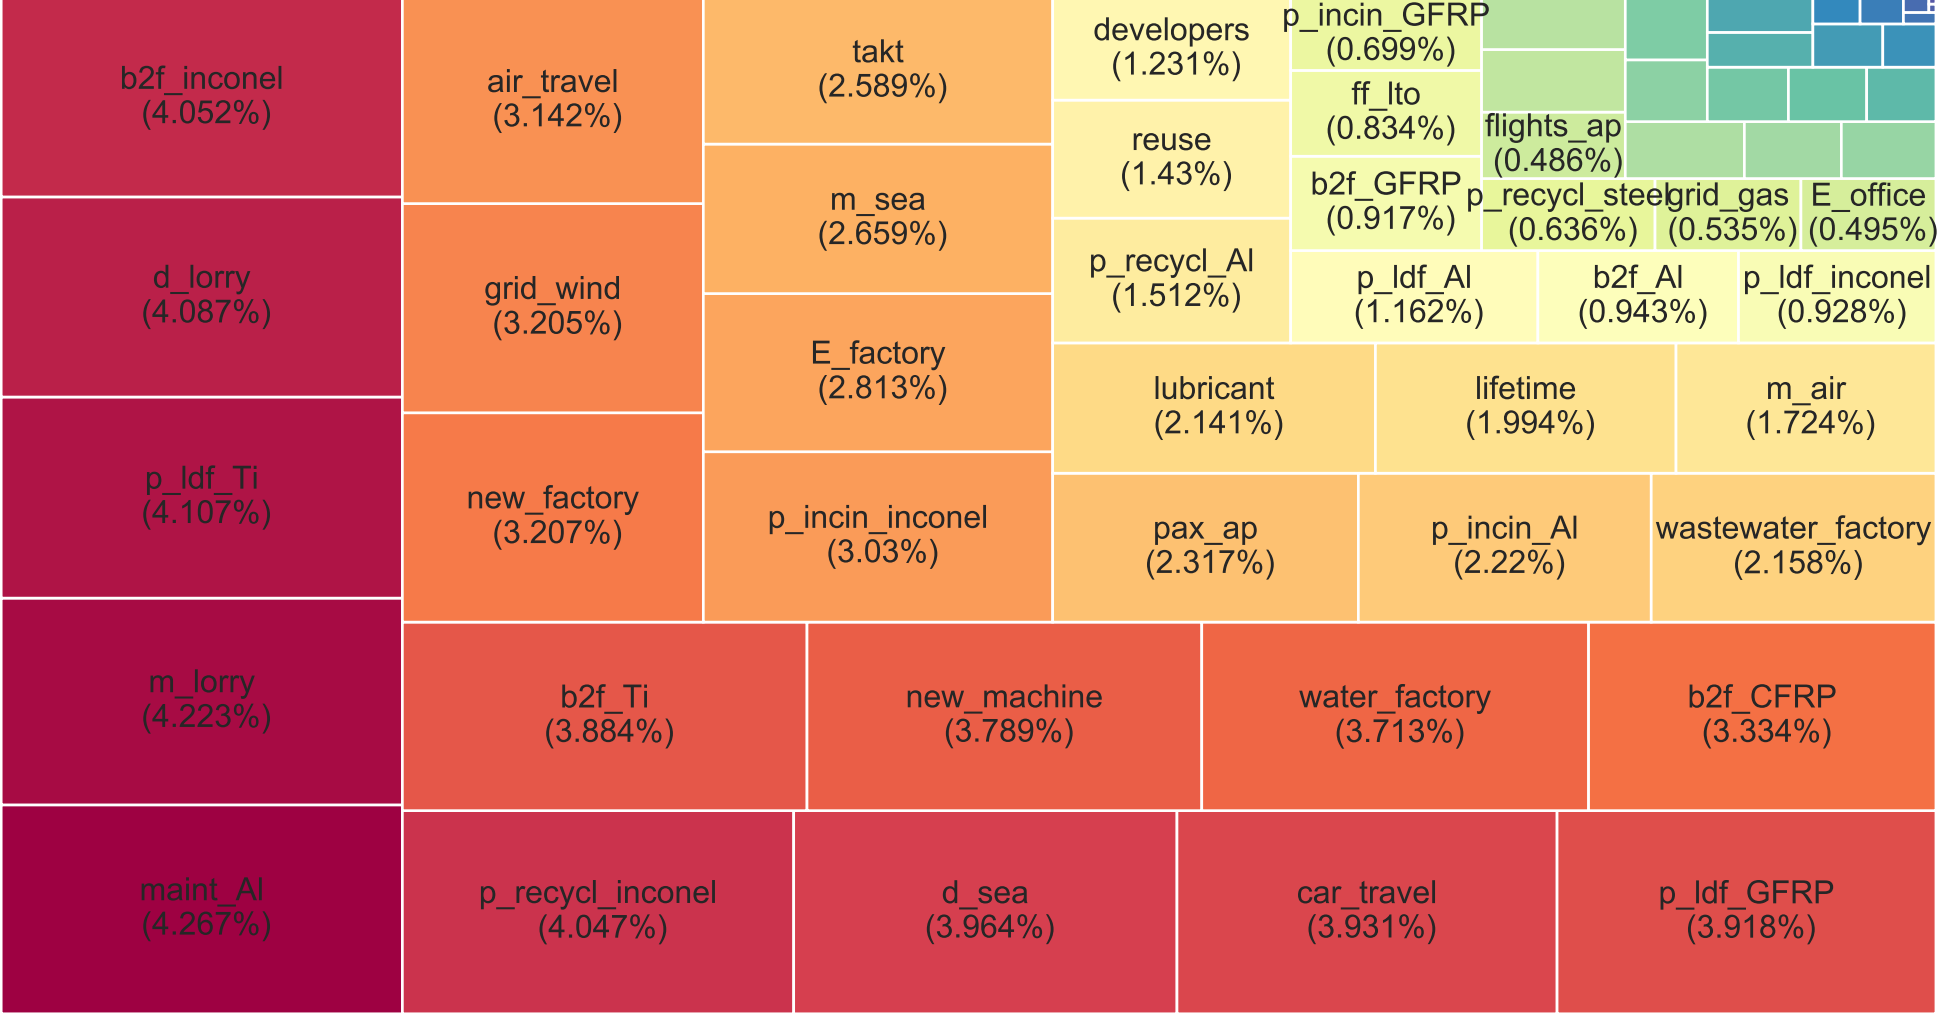 b2f_inconel
(4.052%)
d_lorry
(4.087%)
p_ldf_Ti
(4.107%)
m_lorry
(4.223%)
maint_Al
(4.267%)
air_travel
(3.142%)
grid_wind
(3.205%)
new_factory
(3.207%)
takt
(2.589%)
m_sea
(2.659%)
E_factory
(2.813%)
p_incin_inconel
(3.03%)
developers
(1.231%)
reuse
(1.43%)
p_recycl_Al
(1.512%)
p_incin_GFRP
(0.699%)
ff_lto
(0.834%)
b2f_GFRP
(0.917%)
flights_ap
(0.486%)
p_recycl_steel
(0.636%)
grid_gas
(0.535%)
E_office
(0.495%)
p_ldf_Al
(1.162%)
b2f_Al
(0.943%)
p_ldf_inconel
(0.928%)
lubricant
(2.141%)
lifetime
(1.994%)
m_air
(1.724%)
pax_ap
(2.317%)
p_incin_Al
(2.22%)
wastewater_factory
(2.158%)
b2f_Ti
(3.884%)
new_machine
(3.789%)
water_factory
(3.713%)
b2f_CFRP
(3.334%)
p_recycl_inconel
(4.047%)
d_sea
(3.964%)
car_travel
(3.931%)
p_ldf_GFRP
(3.918%)